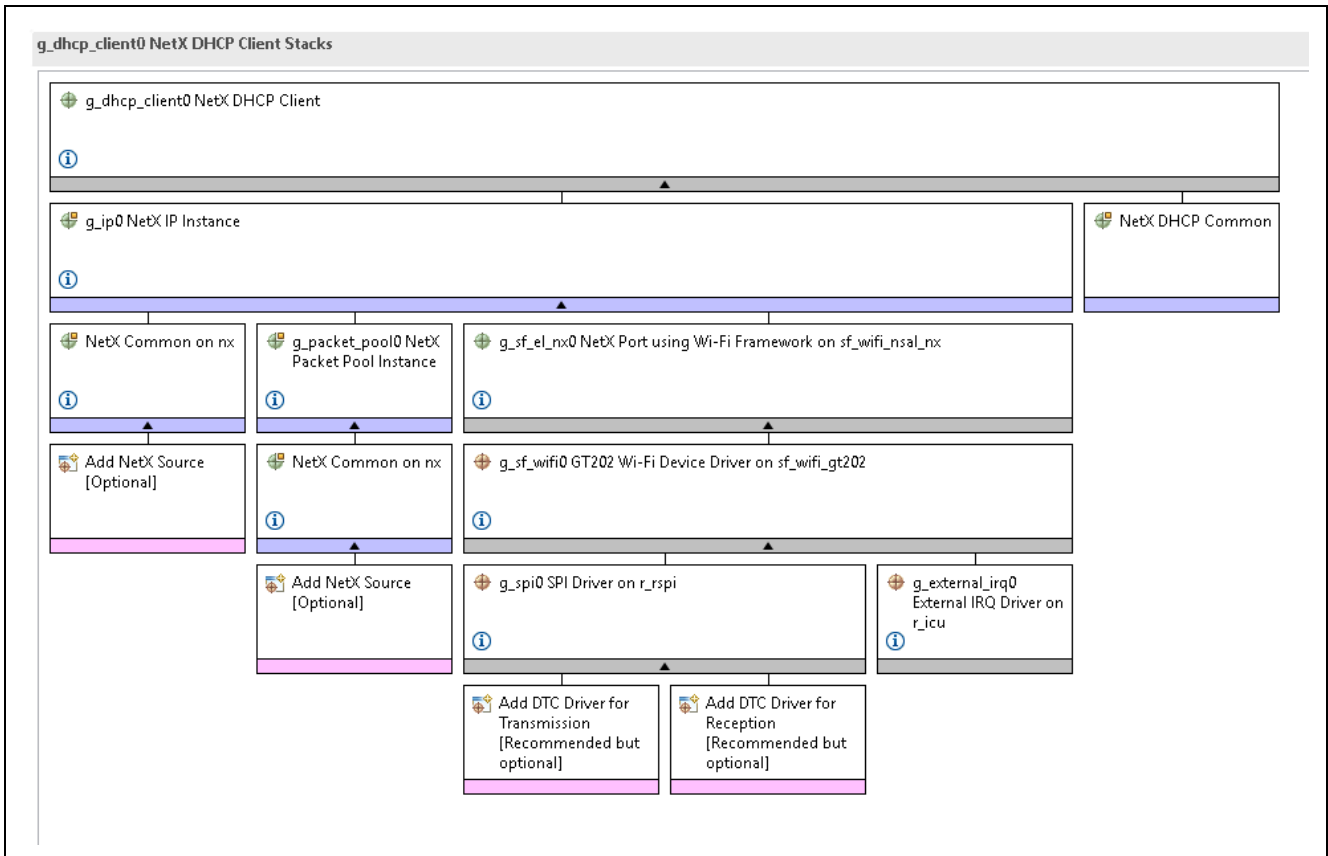 g_dhcp_client0 NetX DHCP Client Stacks
g_dhcp_client0 NetX DHCP Client
g_ip0 NetX IP Instance
NetX DHCP Common
NetX Common on nx
g_packet_pool0 NetX
Packet Pool Instance
g_sf_el_nx0 NetX Port using Wi-Fi Framework on sf_wifi_nsal_nx
Add NetX Source
[Optional]
NetX Common on nx
g_sf_wifi0 GT202 Wi-Fi Device Driver on sf_wifi_gt202
Add NetX Source
[Optional]
g_spi0 SPI Driver on r_rspi
g_external_irq0
External IRQ Driver on
r_icu
Add DTC Driver for
Transmission
[Recommended but
optional]
Add DTC Driver for
Reception
[Recommended but
optional]